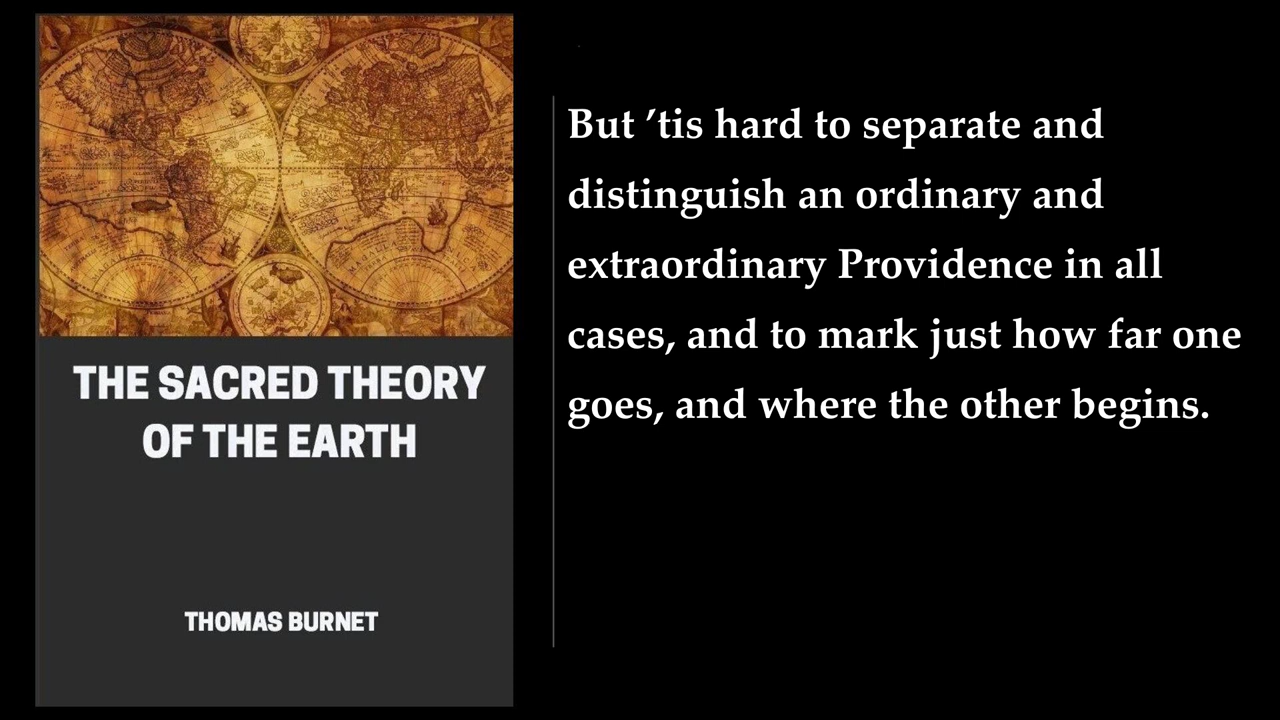 THE SACRED THEORY
OF THE EARTH
THOMAS BURNET
But ’tis hard to separate and
distinguish an ordinary and
extraordinary Providence in all
cases, and to mark just how far one
goes, and where the other begins.